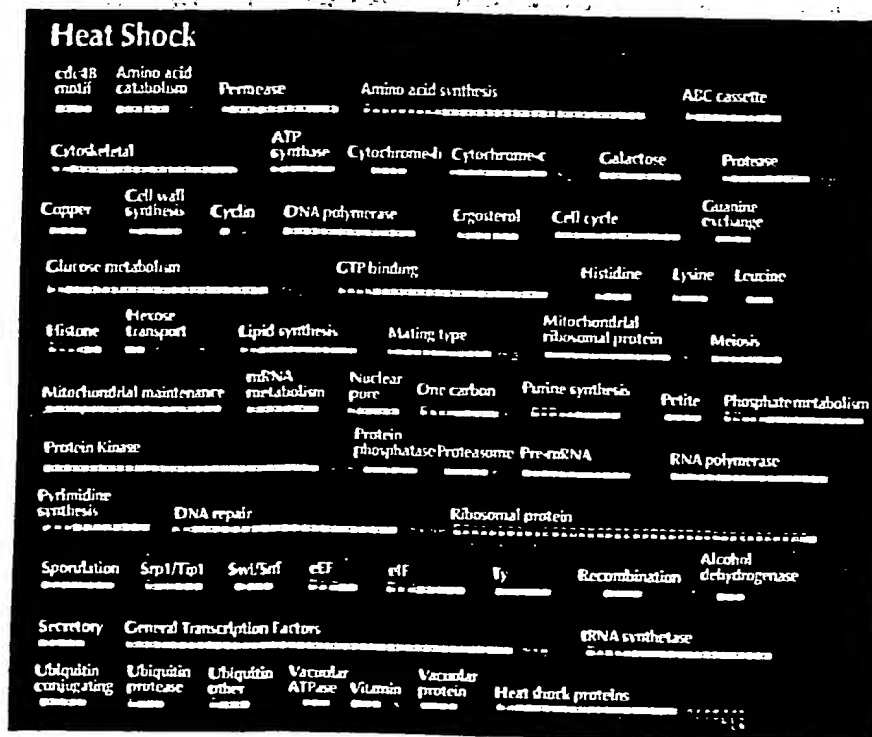 Heat Shock
cdc48 motif
Amino acid catabolism
Permease
Amino acid synthesis
ABC cassette
Cytoskeletal
ATP synthase
Cytochrome-b
Cytochrome-c
Galactose
Protease
Copper
Cell wall synthesis
Cyclin
DNA polymerase
Ergosterol
Cell cycle
Guanine exchange
Glucose metabolism
GTP binding
Histidine
Lysine
Leucine
Histone
Hexose transport
Lipid synthesis
Mating type
Mitochondrial ribosomal protein
Meiosis
Mitochondrial maintenance
mRNA metabolism
Nuclear pore
One carbon
Purine synthesis
Petite
Phosphate metabolism
Protein Kinase
Protein phosphatase
Proteasome
Pre-mRNA
RNA polymerase
Pyrimidine synthesis
DNA repair
Ribosomal protein
Sporulation
Srp1/Tip1
Swi/Snf
eEF
eIF
Ty
Recombination
Alcohol dehydrogenase
Secretory
General Transcription Factors
tRNA synthetase
Ubiquitin conjugating
Ubiquitin protease
Ubiquitin other
Vacuolar ATPase
Vitamin
Vacuolar protein
Heat shock proteins